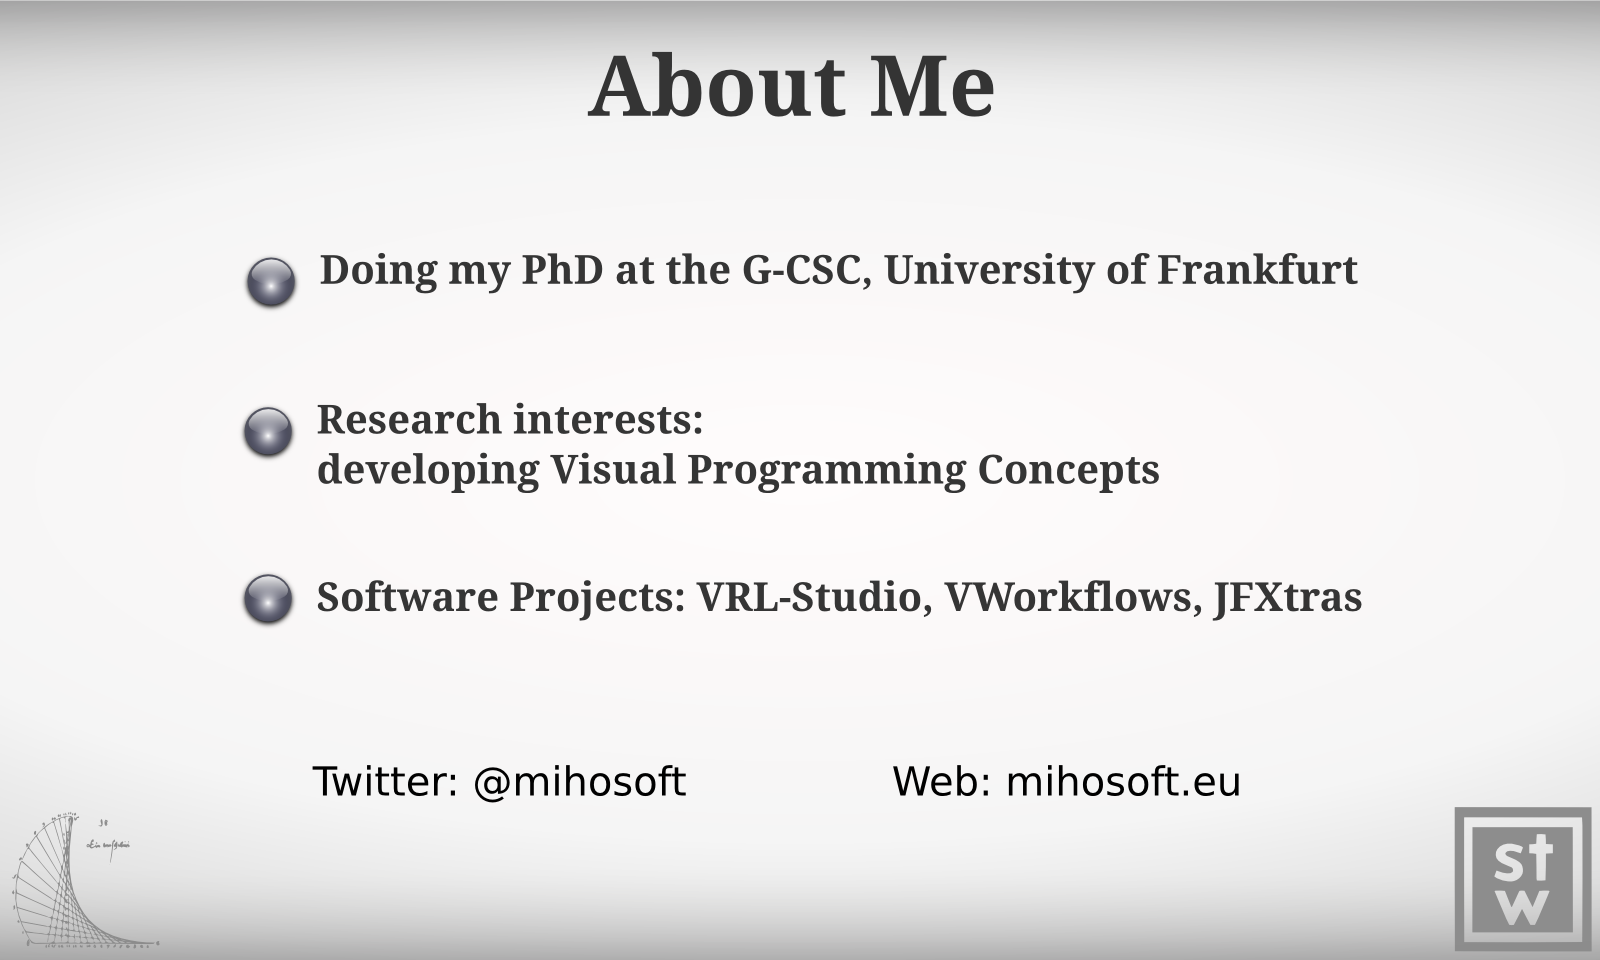 About Me
Doing my PhD at the G-CSC, University of Frankfurt
Research interests:
developing Visual Programming Concepts
Software Projects: VRL-Studio, VWorkflows, JFXtras
Twitter: @mihosoft
Web: mihosoft.eu
st
w